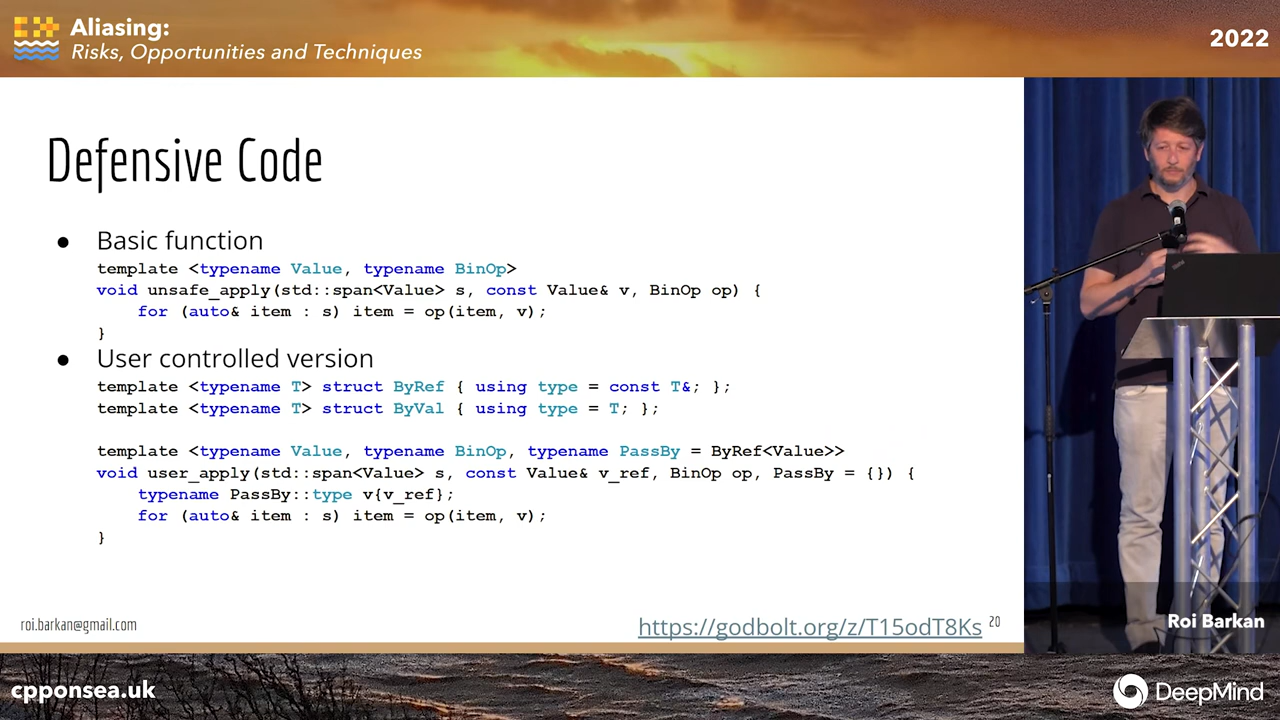 Aliasing:
Risks, Opportunities and Techniques
2022
Defensive Code
● Basic function
template <typename Value, typename BinOp>
void unsafe_apply(std::span<Value> s, const Value& v, BinOp op) {
    for (auto& item : s) item = op(item, v);
}
● User controlled version
template <typename T> struct ByRef { using type = const T&; };
template <typename T> struct ByVal { using type = T; };
template <typename Value, typename BinOp, typename PassBy = ByRef<Value>>
void user_apply(std::span<Value> s, const Value& v_ref, BinOp op, PassBy = {}) {
    typename PassBy::type v{v_ref};
    for (auto& item : s) item = op(item, v);
}
roi.barkan@gmail.com
https://godbolt.org/z/T15odT8Ks
20
Roi Barkan
cpponsea.uk
DeepMind